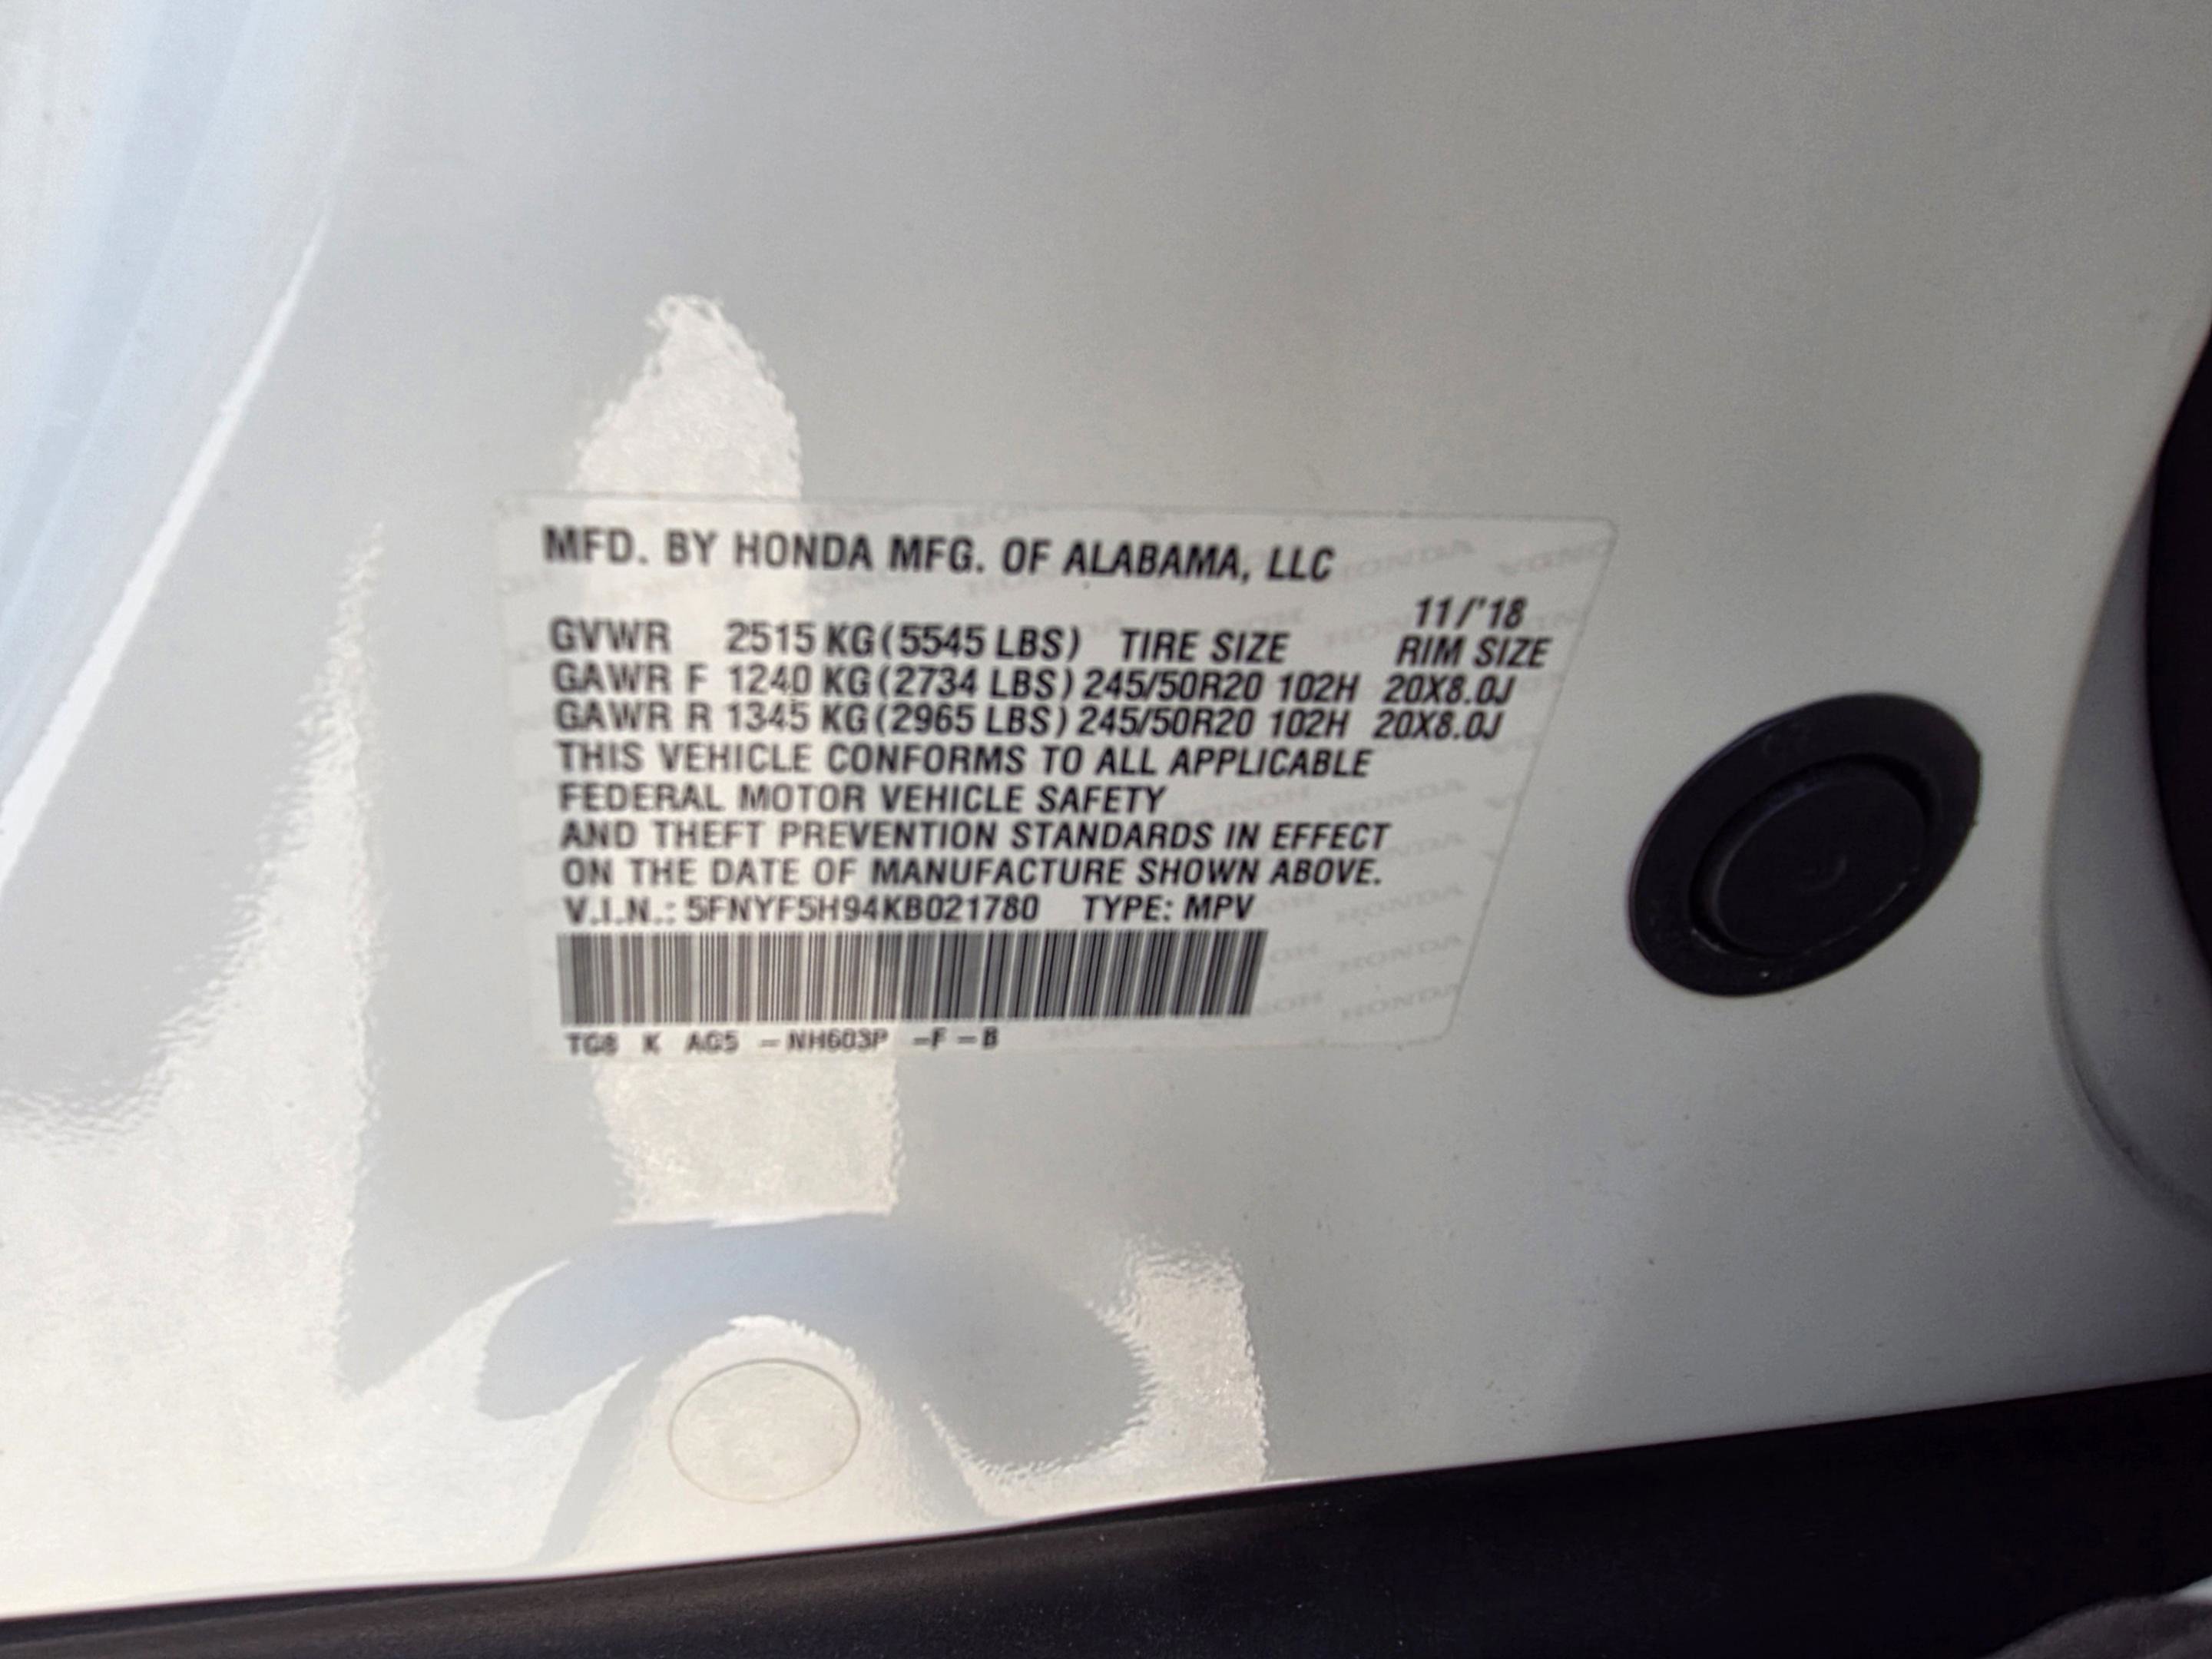 MFD. BY HONDA MFG. OF ALABAMA, LLC
11/'18
GVWR 2515 KG (5545 LBS) TIRE SIZE RIM SIZE
GAWR F 1240 KG (2734 LBS) 245/50R20 102H 20X8.0J
GAWR R 1345 KG (2965 LBS) 245/50R20 102H 20X8.0J
THIS VEHICLE CONFORMS TO ALL APPLICABLE
FEDERAL MOTOR VEHICLE SAFETY
AND THEFT PREVENTION STANDARDS IN EFFECT
ON THE DATE OF MANUFACTURE SHOWN ABOVE.
V.I.N.: 5FNYF5H94KB021780 TYPE: MPV
TG8 K AG5 - NH603P - F - B